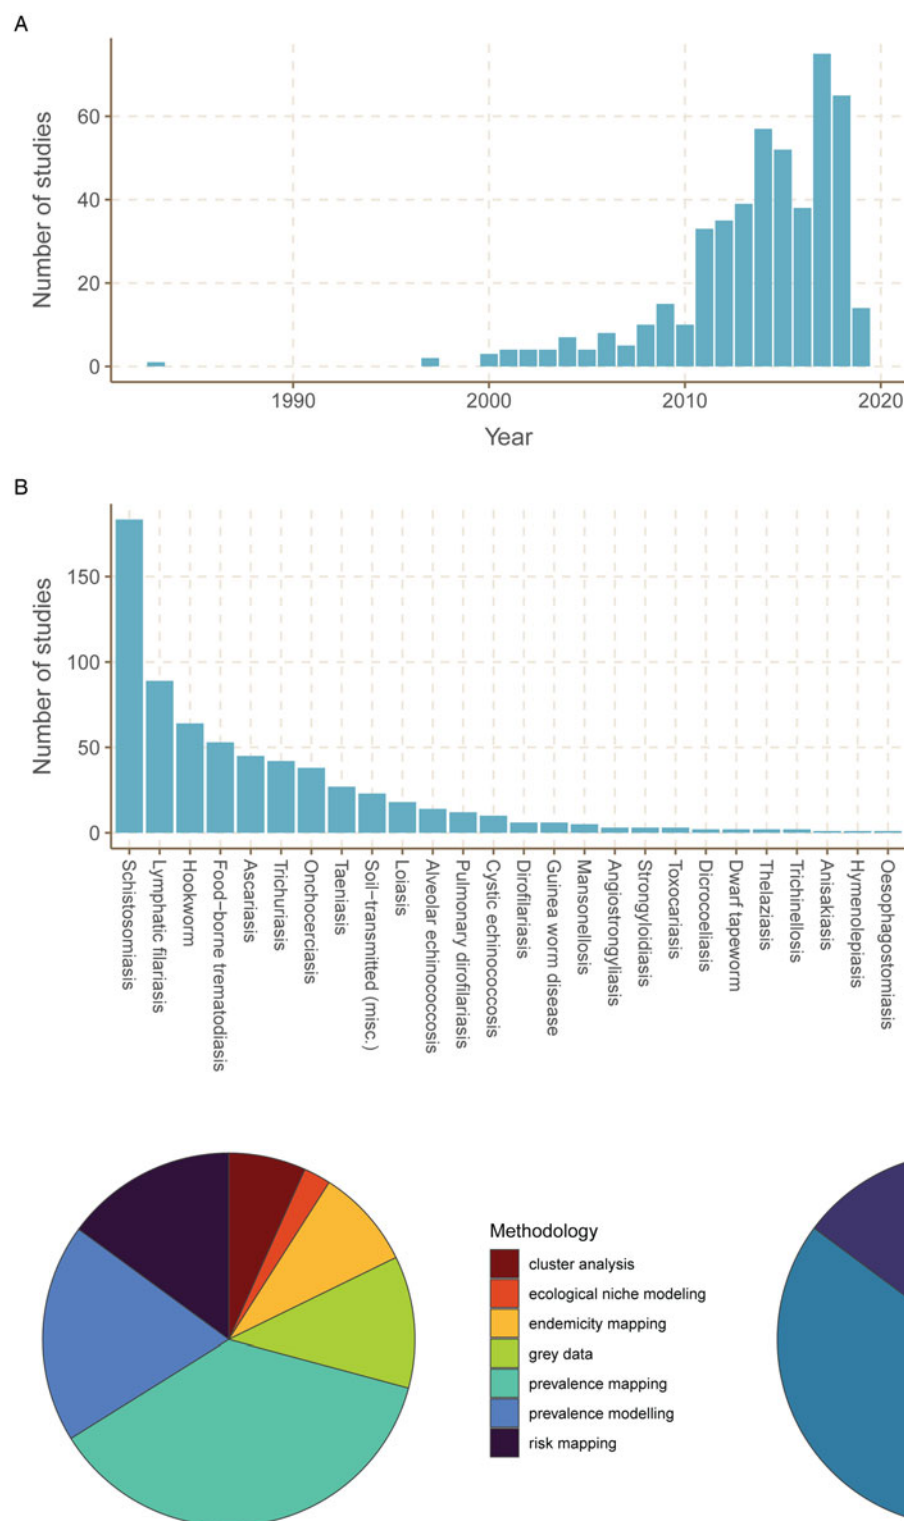 A
Number of studies
60
40
20
0
1990
2000
2010
2020
Year
B
Number of studies
150
100
50
0
Schistosomiasis
Lymphatic filariasis
Hookworm
Food-borne trematodiasis
Ascariasis
Trichuriasis
Onchocerciasis
Taeniasis
Soil-transmitted (misc.)
Loiasis
Alveolar echinococcosis
Pulmonary dirofilariasis
Cystic echinoccocosis
Dirofilariasis
Guinea worm disease
Mansonellosis
Angiostrongyliasis
Strongyloidiasis
Toxocariasis
Dicrocoeliasis
Dwarf tapeworm
Thelaziasis
Trichinellosis
Anisakiasis
Hymenolepiasis
Oesophagostomiasis
Methodology
cluster analysis
ecological niche modeling
endemicity mapping
grey data
prevalence mapping
prevalence modelling
risk mapping